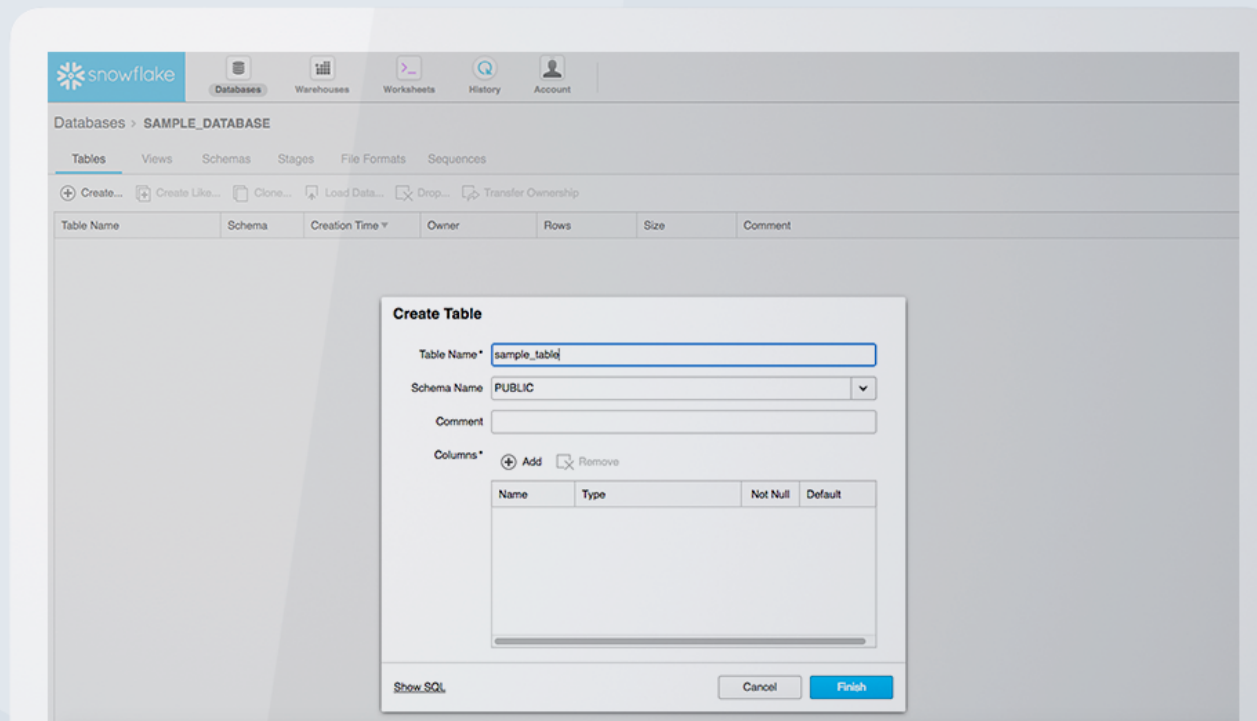 snowflake
Databases Warehouses Worksheets History Account
Databases > SAMPLE_DATABASE
Tables Views Schemas Stages File Formats Sequences
Create... Create Like... Clone... Load Data... Drop... Transfer Ownership
Table Name Schema Creation Time Owner Rows Size Comment
Create Table
Table Name* sample_table
Schema Name PUBLIC
Comment
Columns* Add Remove
Name Type Not Null Default
Show SQL Cancel Finish